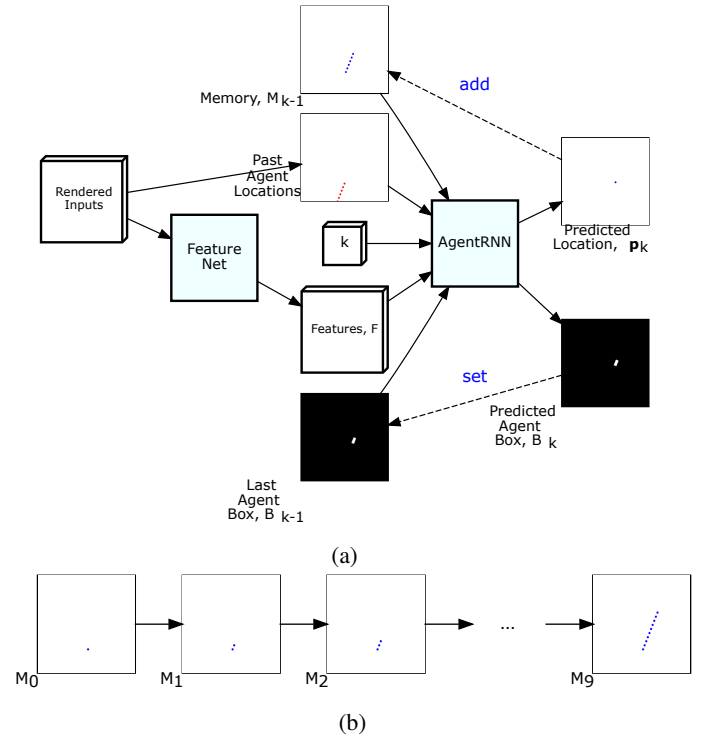 add
Memory, M k-1
Past
Agent
Locations
Rendered
Inputs
k
AgentRNN
Predicted
Location, pk
Feature
Net
Features, F
set
Predicted
Agent
Box, B k
Last
Agent
Box, B k-1
(a)
...
M0
M1
M2
M9
(b)